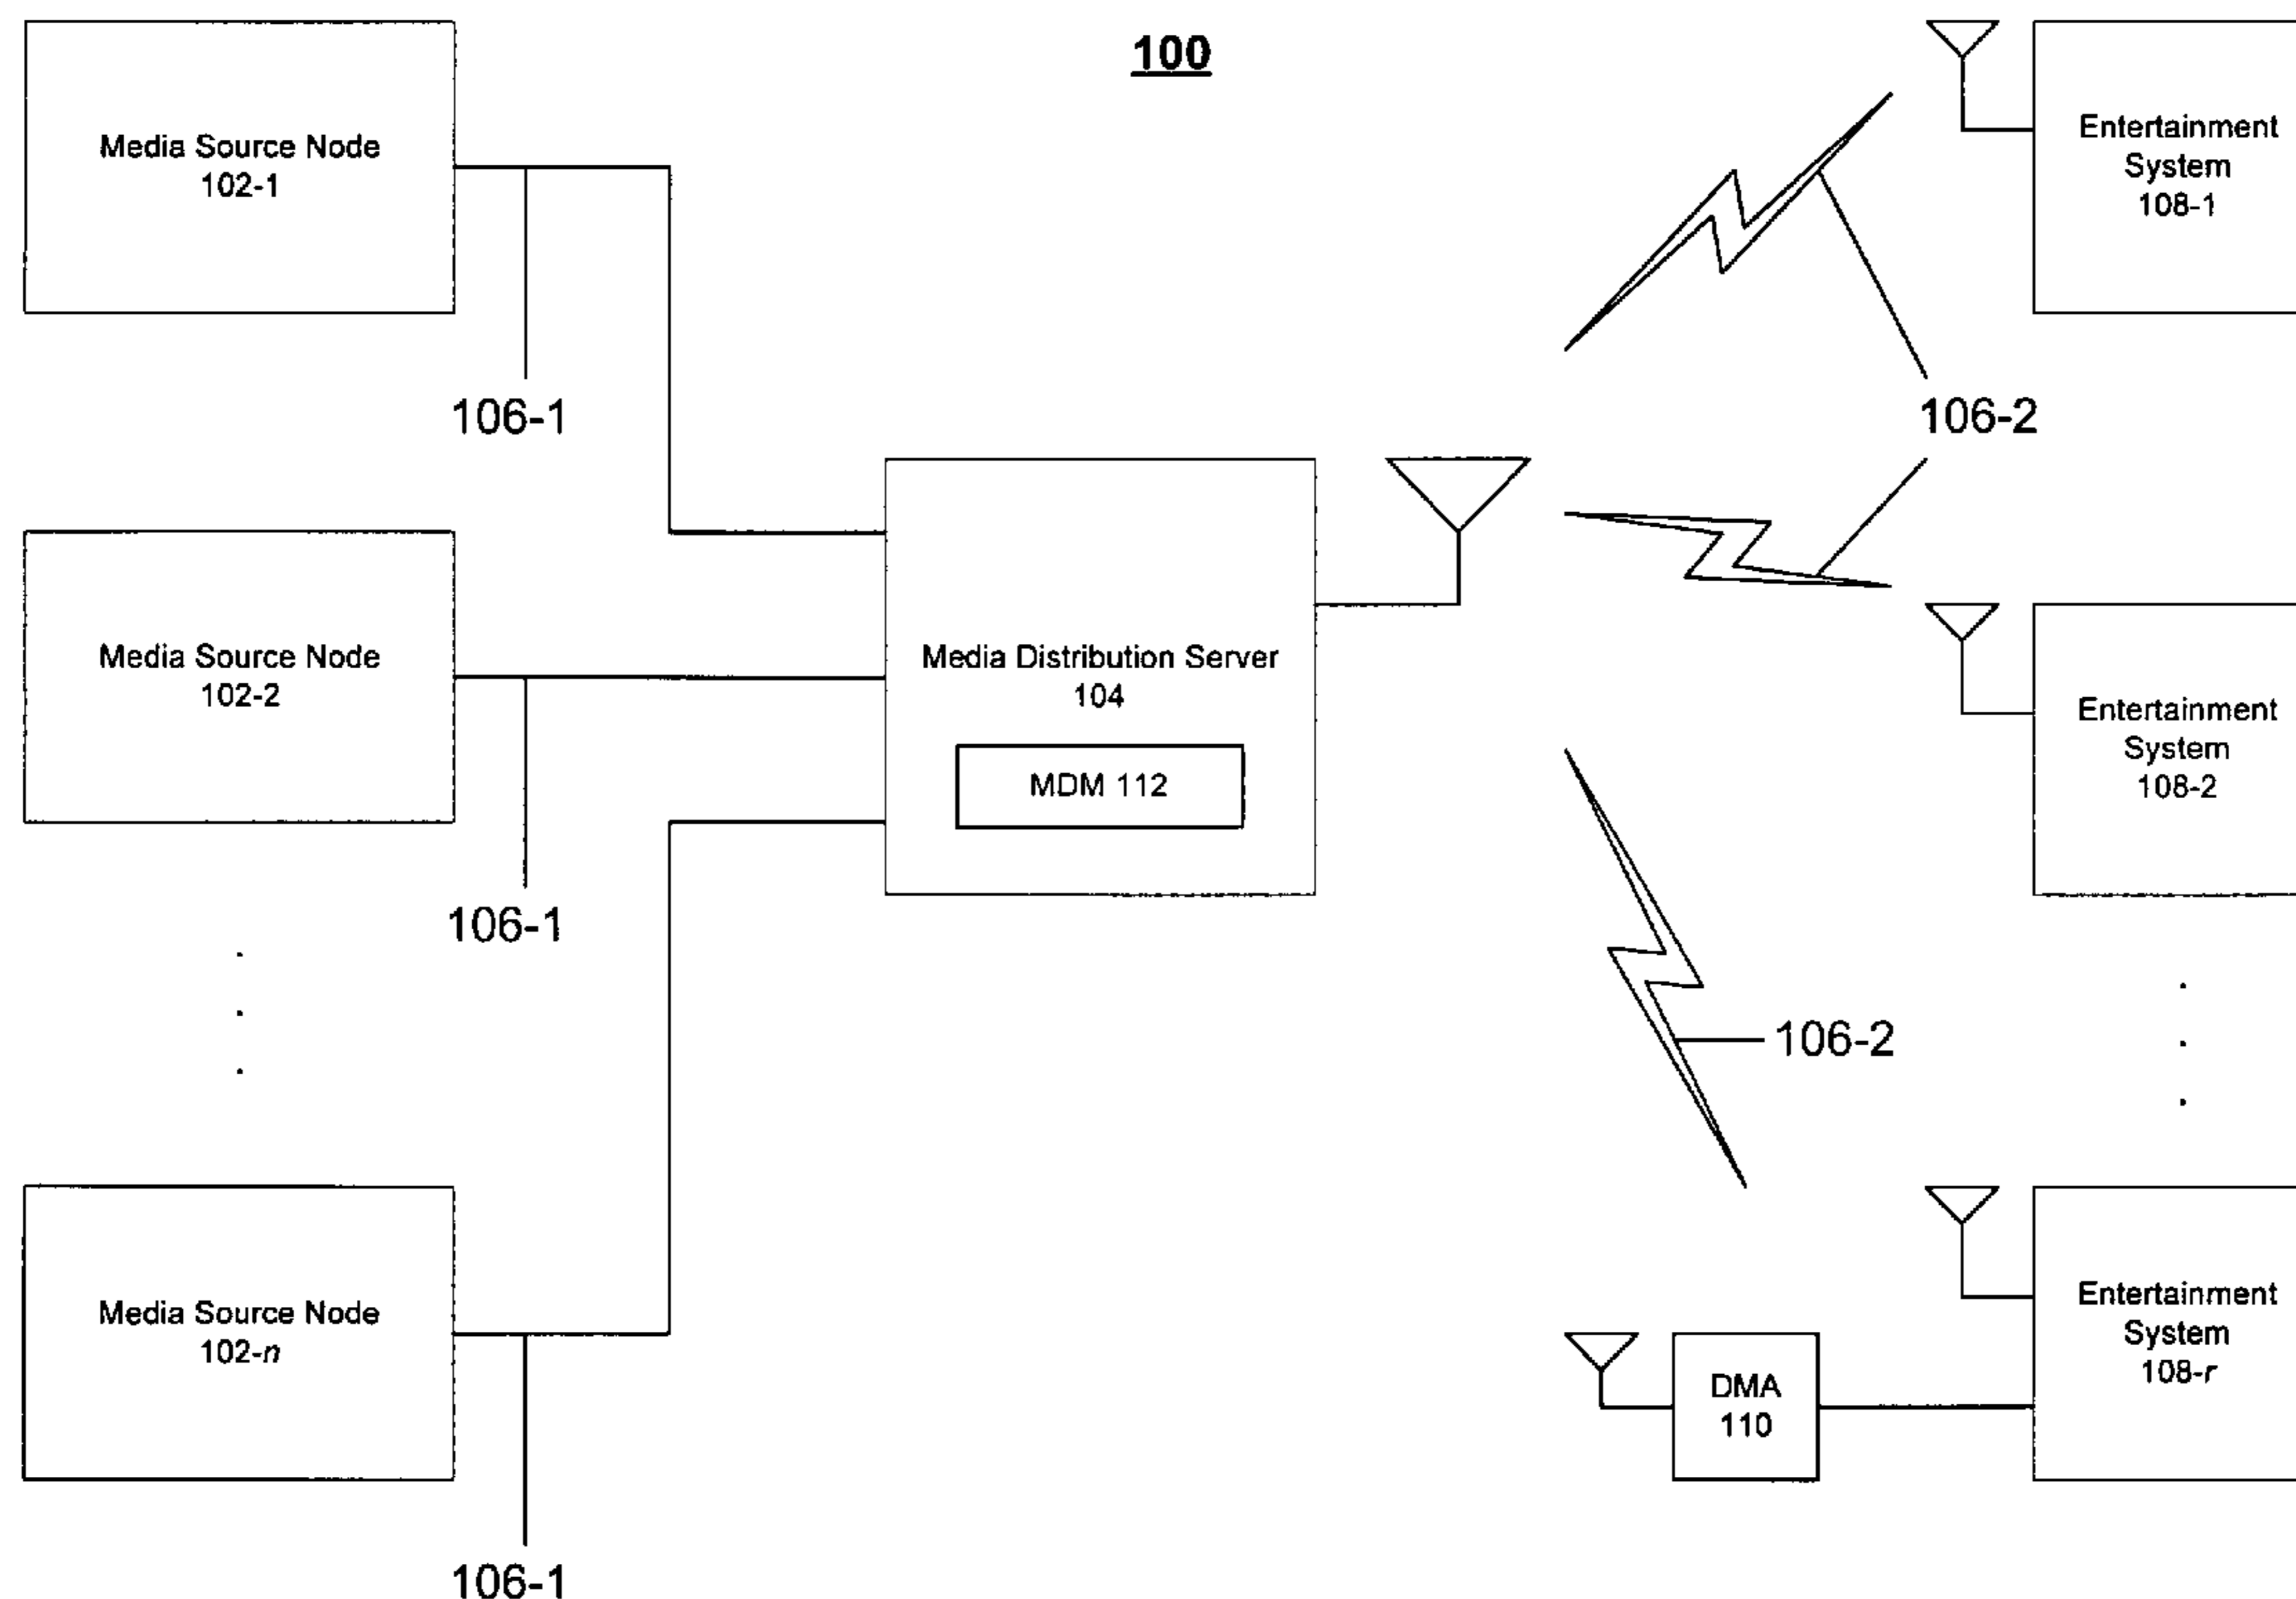 100
Media Source Node
102-1
106-1
Media Source Node
102-2
106-1
Media Source Node
102-n
106-1
Media Distribution Server
104
MDM 112
106-2
106-2
Entertainment
System
108-1
Entertainment
System
108-2
Entertainment
System
108-r
DMA
110